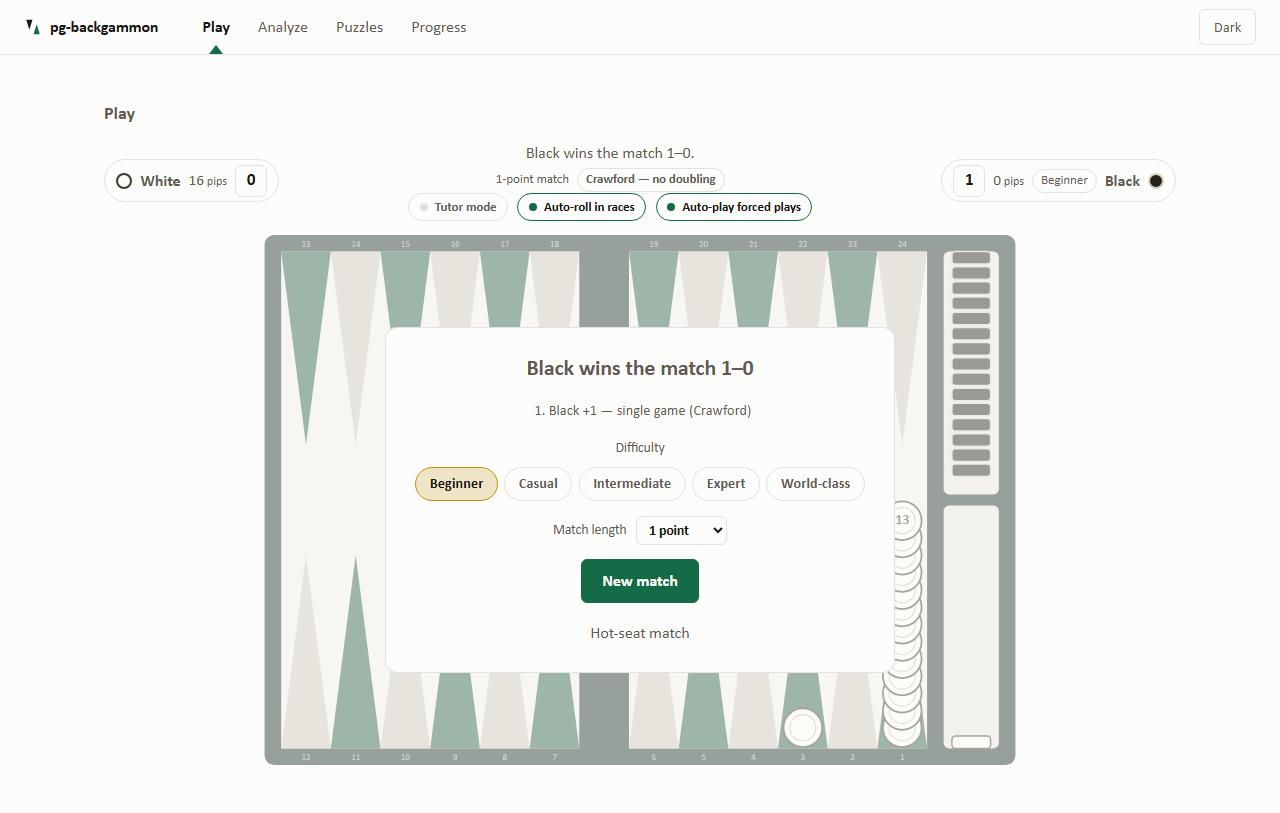 pg-backgammon Play Analyze Puzzles Progress Dark
Play
Black wins the match 1–0.
White 16 pips 0
1-point match Crawford — no doubling
1 0 pips Beginner Black
Tutor mode Auto-roll in races Auto-play forced plays
13 14 15 16 17 18 19 20 21 22 23 24
Black wins the match 1–0
1. Black +1 — single game (Crawford)
Difficulty
Beginner Casual Intermediate Expert World-class
13
Match length 1 point
New match
Hot-seat match
12 11 10 9 8 7 6 5 4 3 2 1